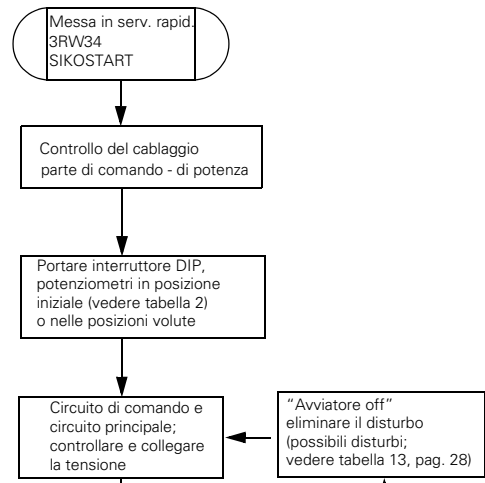 Messa in serv. rapid.
3RW34
SIKOSTART
Controllo del cablaggio
parte di comando - di potenza
Portare interruttore DIP,
potenziometri in posizione
iniziale (vedere tabella 2)
o nelle posizioni volute
Circuito di comando e
circuito principale;
controllare e collegare
la tensione
“Avviatore off”
eliminare il disturbo
(possibili disturbi;
vedere tabella 13, pag. 28)